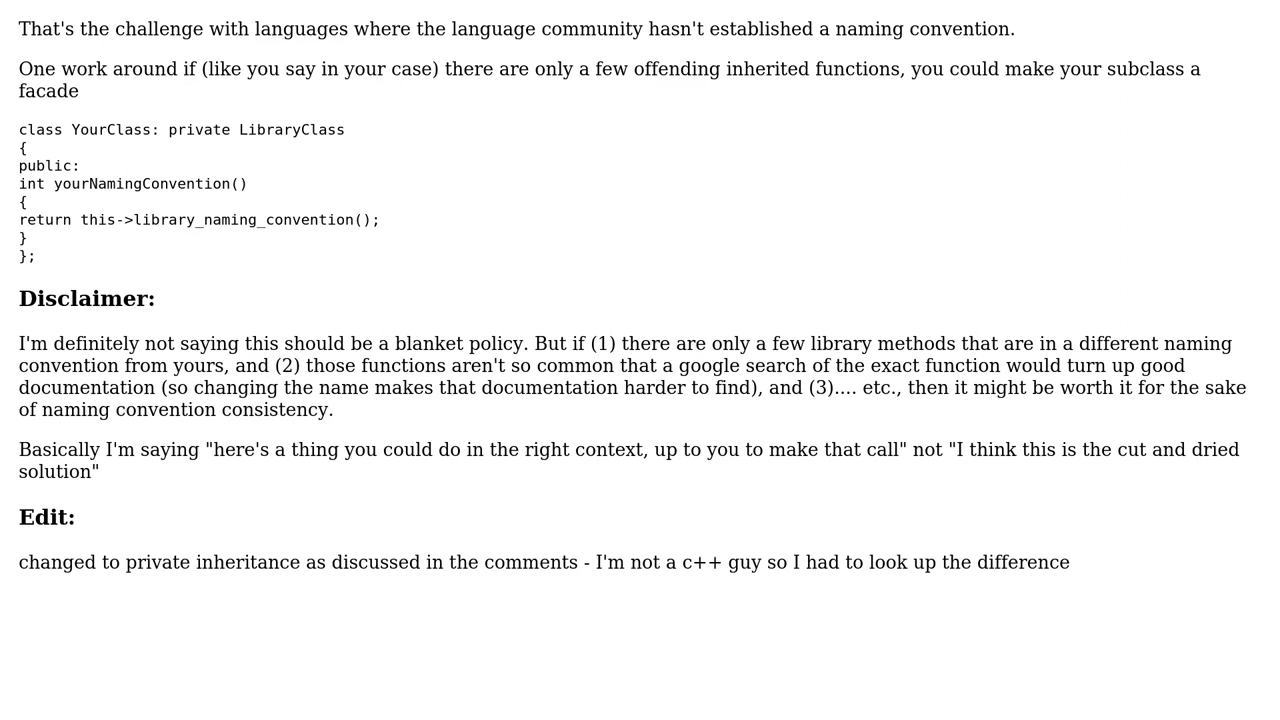 That's the challenge with languages where the language community hasn't established a naming convention.
One work around if (like you say in your case) there are only a few offending inherited functions, you could make your subclass a
facade
class YourClass: private LibraryClass
{
public:
int yourNamingConvention()
{
return this->library_naming_convention();
}
};
Disclaimer:
I'm definitely not saying this should be a blanket policy. But if (1) there are only a few library methods that are in a different naming
convention from yours, and (2) those functions aren't so common that a google search of the exact function would turn up good
documentation (so changing the name makes that documentation harder to find), and (3).... etc., then it might be worth it for the sake
of naming convention consistency.
Basically I'm saying "here's a thing you could do in the right context, up to you to make that call" not "I think this is the cut and dried
solution"
Edit:
changed to private inheritance as discussed in the comments - I'm not a c++ guy so I had to look up the difference